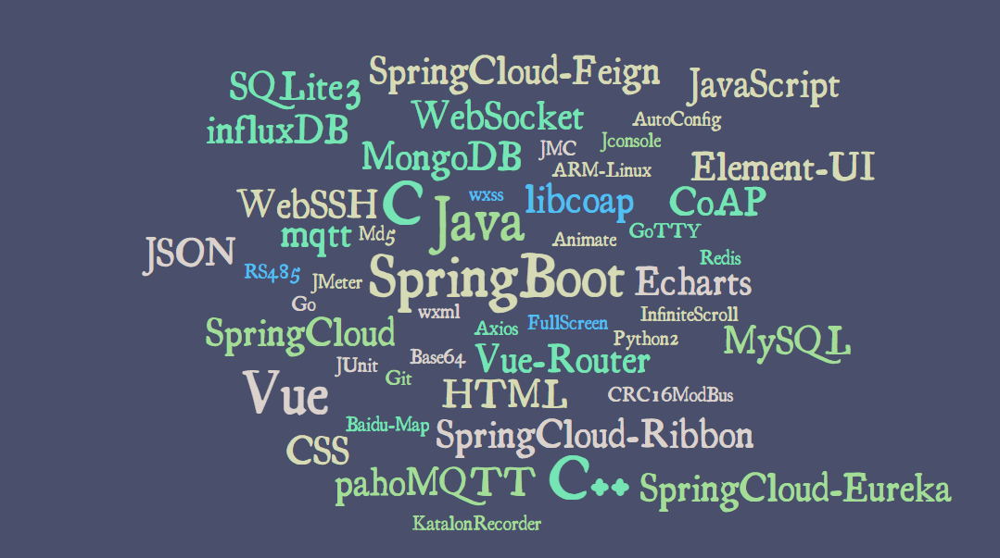 SpringCloud-Feign
SQLite3
JavaScript
WebSocket
AutoConfig
influxDB
Jconsole
JMC
MongoDB
ARM-Linux
Element-UI
wxss
libcoap
CoAP
WebSSH
C
Java
GoTTY
mqtt
Md5
Animate
JSON
Redis
RS485
JMeter
SpringBoot
Echarts
Go
wxml
InfiniteScroll
SpringCloud
Axios
FullScreen
Python2
MySQL
JUnit
Base64
Vue-Router
Git
Vue
HTML
CRC16ModBus
Baidu-Map
SpringCloud-Ribbon
CSS
pahoMQTT
C++
SpringCloud-Eureka
KatalonRecorder